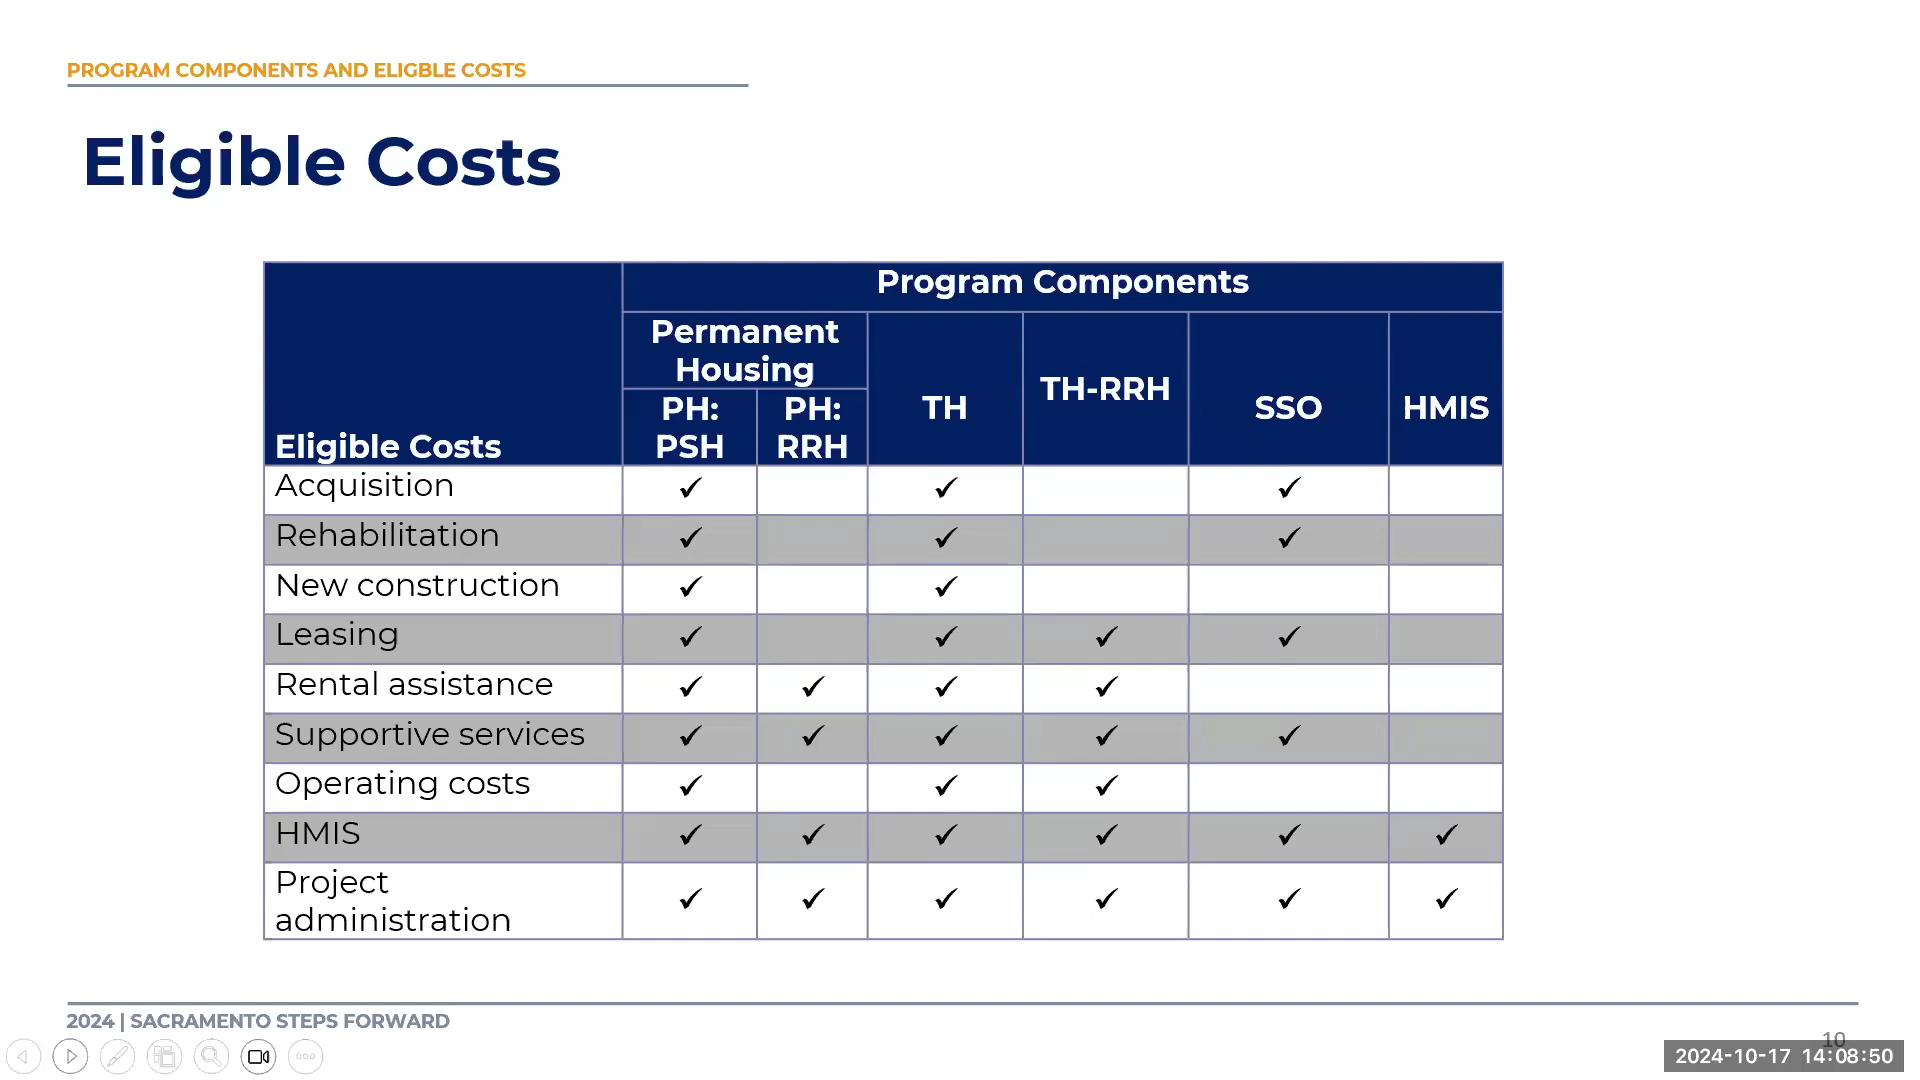 PROGRAM COMPONENTS AND ELIGBLE COSTS
Eligible Costs
Program Components
Permanent
Housing
PH:
PSH
PH:
RRH
TH
TH-RRH
SSO
HMIS
Eligible Costs
Acquisition ✓ ✓ ✓
Rehabilitation ✓ ✓ ✓
New construction ✓ ✓
Leasing ✓ ✓ ✓ ✓
Rental assistance ✓ ✓ ✓ ✓
Supportive services ✓ ✓ ✓ ✓ ✓
Operating costs ✓ ✓ ✓
HMIS ✓ ✓ ✓ ✓ ✓ ✓
Project
administration ✓ ✓ ✓ ✓ ✓ ✓
2024 | SACRAMENTO STEPS FORWARD
10
2024-10-17 14:08:50